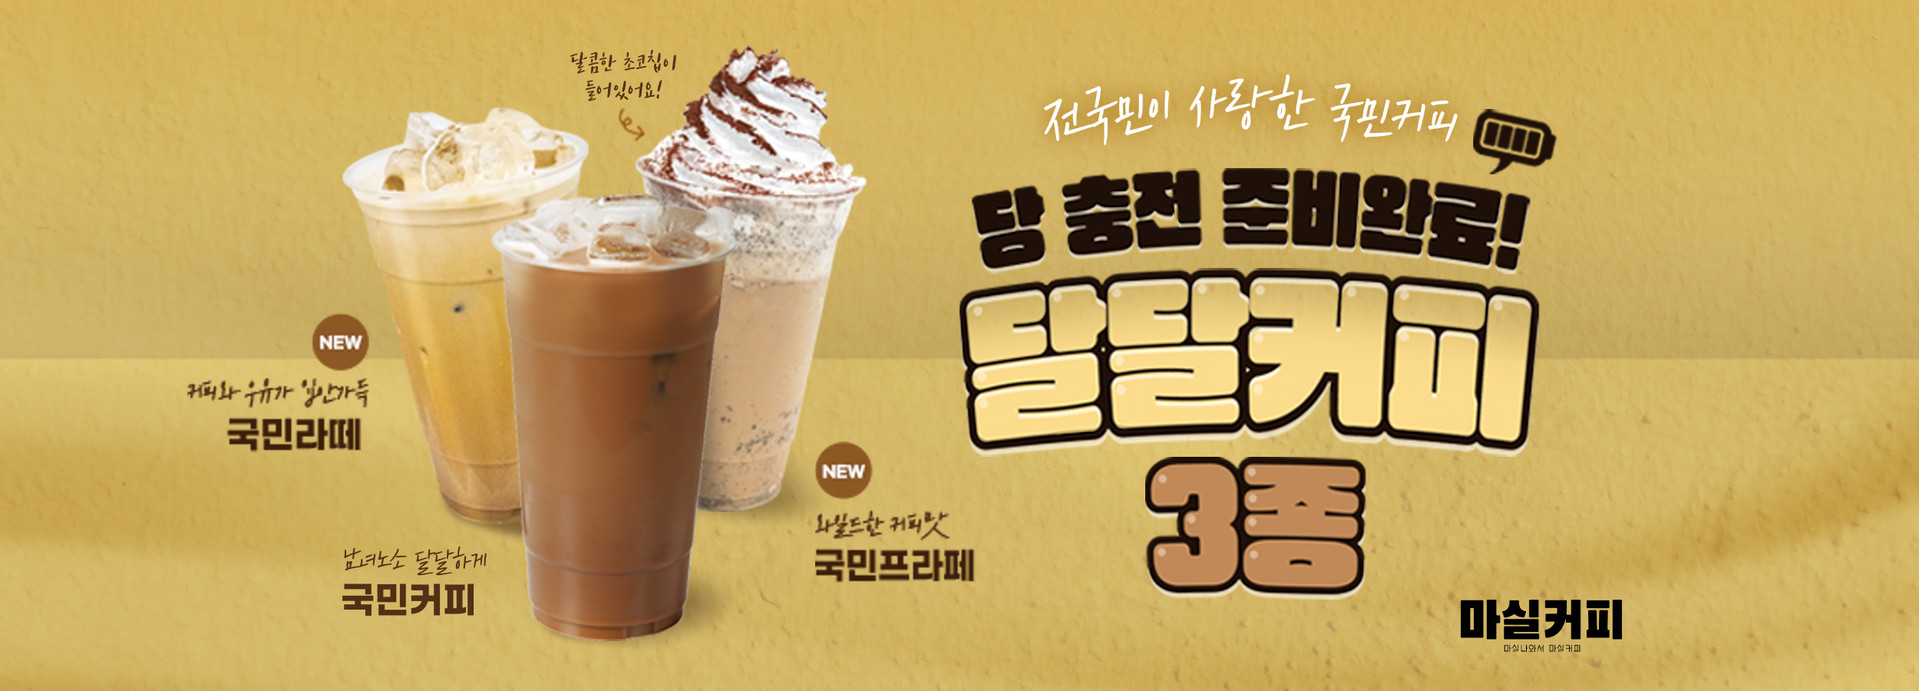 달콤한 초코칩이
들어있어요!
전국민이 사랑한 국민커피
당 충전 준비완료!
달달커피
3종
NEW
커피와 우유가 입안가득
국민라떼
NEW
와일드한 커피맛
국민프라페
남녀노소 달달하게
국민커피
마실커피
마실나와서 마실커피